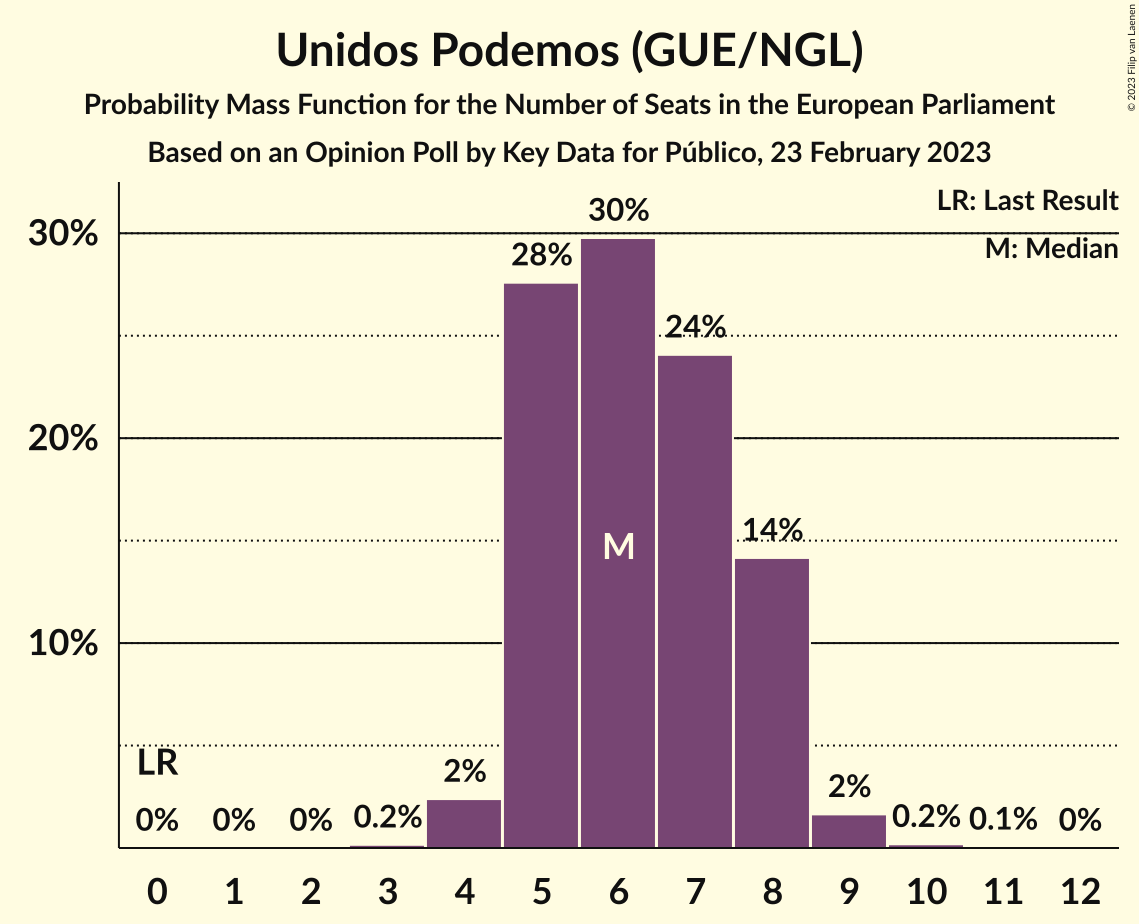 Unidos Podemos (GUE/NGL)
Probability Mass Function for the Number of Seats in the European Parliament
Based on an Opinion Poll by Key Data for Público, 23 February 2023
© 2023 Filip van Laenen
LR: Last Result
M: Median
30%
20%
10%
30%
28%
24%
14%
M
LR
0% 0% 0% 0.2% 2% 2% 0.2% 0.1% 0%
0 1 2 3 4 5 6 7 8 9 10 11 12